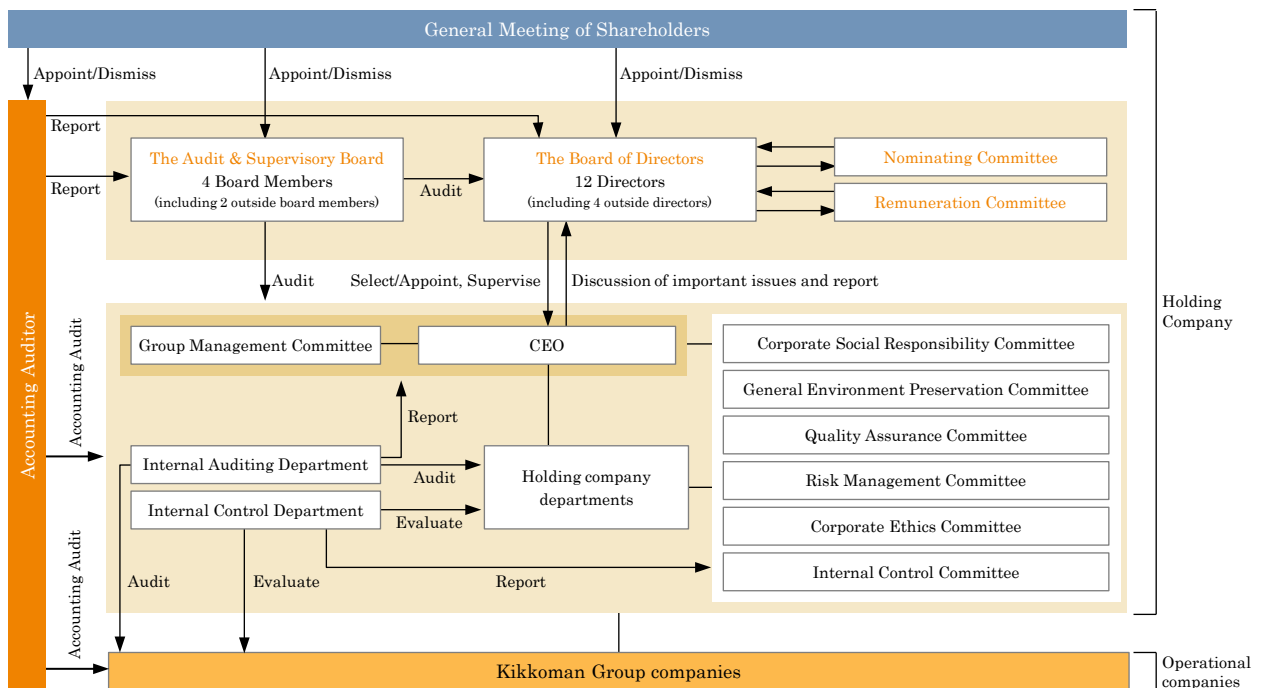 General Meeting of Shareholders
Appoint/Dismiss
Appoint/Dismiss
Appoint/Dismiss
Report
The Audit & Supervisory Board
4 Board Members
(including 2 outside board members)
Report
Audit
The Board of Directors
12 Directors
(including 4 outside directors)
Nominating Committee
Remuneration Committee
Audit
Select/Appoint, Supervise
Discussion of important issues and report
Holding
Company
Accounting Auditor
Accounting Audit
Group Management Committee
CEO
Corporate Social Responsibility Committee
General Environment Preservation Committee
Quality Assurance Committee
Risk Management Committee
Corporate Ethics Committee
Internal Control Committee
Report
Internal Auditing Department
Audit
Holding company
departments
Internal Control Department
Evaluate
Accounting Audit
Audit
Evaluate
Report
Kikkoman Group companies
Operational
companies